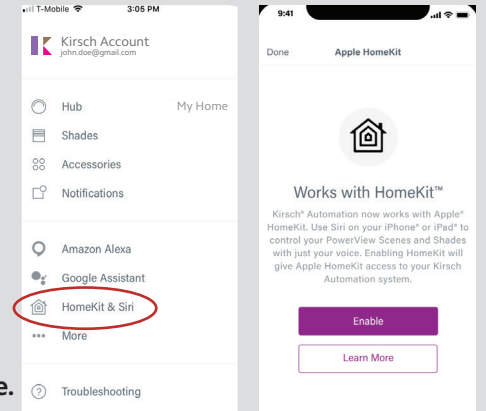 T-Mobile 3:05 PM
Kirsch Account
john.doe@gmail.com
Hub My Home
Shades
Accessories
Notifications
Amazon Alexa
Google Assistant
HomeKit & Siri
More
Troubleshooting
e.
9:41
Done Apple HomeKit
Works with HomeKit™
Kirsch® Automation now works with Apple®
HomeKit. Use Siri on your iPhone® or iPad® to
control your PowerView Scenes and Shades
with just your voice. Enabling HomeKit will
give Apple HomeKit access to your Kirsch
Automation system.
Enable
Learn More